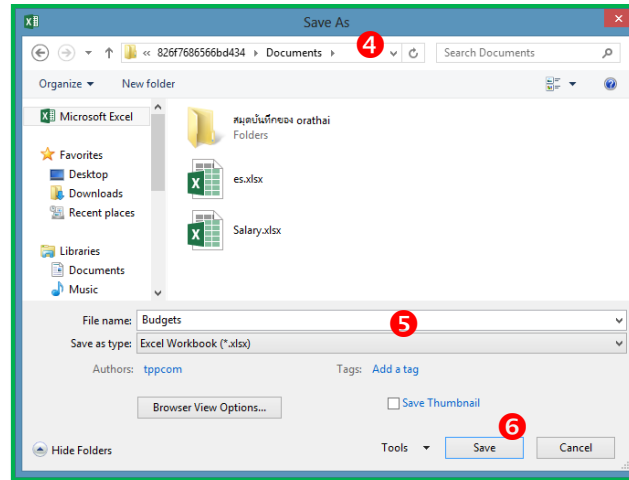 Save As
« 826f7686566bd434 Documents 4 Search Documents
Organize New folder
Microsoft Excel
Favorites
Desktop
Downloads
Recent places
Libraries
Documents
Music
สมุดบันทึกของ orathai
Folders
es.xlsx
Salary.xlsx
File name: Budgets 5
Save as type: Excel Workbook (*.xlsx)
Authors: tppcom Tags: Add a tag
Browser View Options... Save Thumbnail
6
Hide Folders Tools Save Cancel